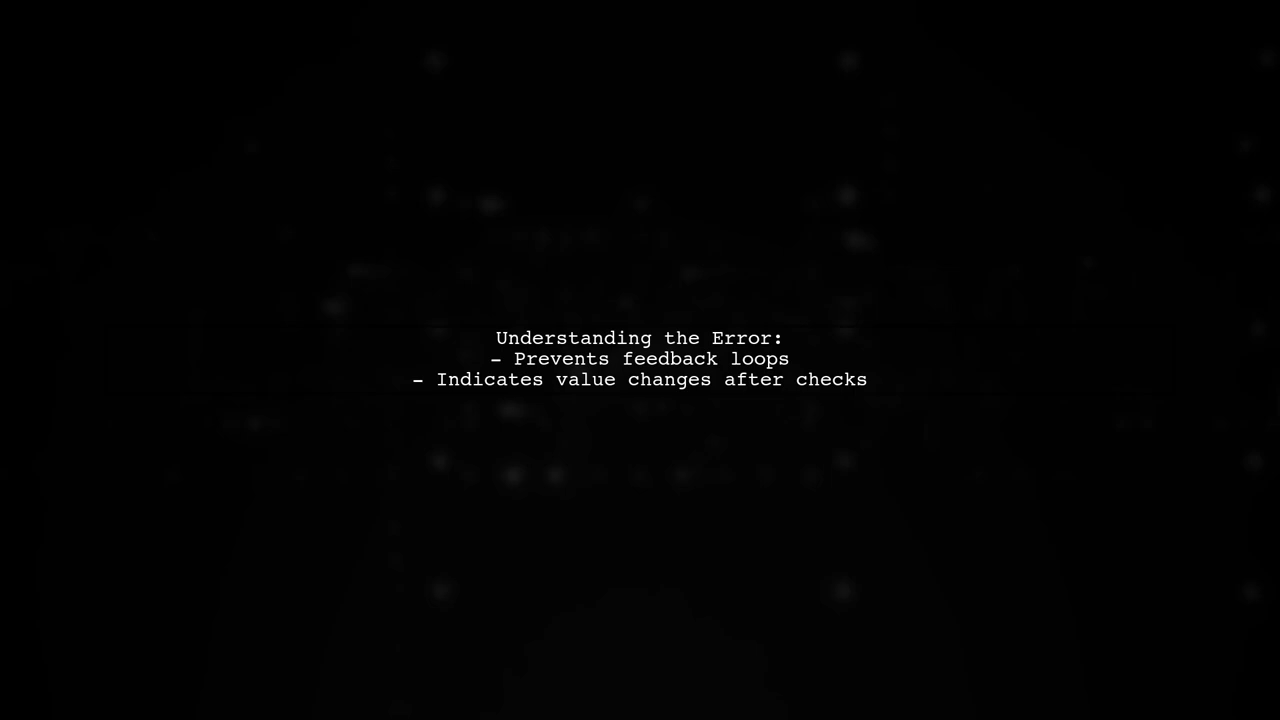 Understanding the Error:
– Prevents feedback loops
– Indicates value changes after checks